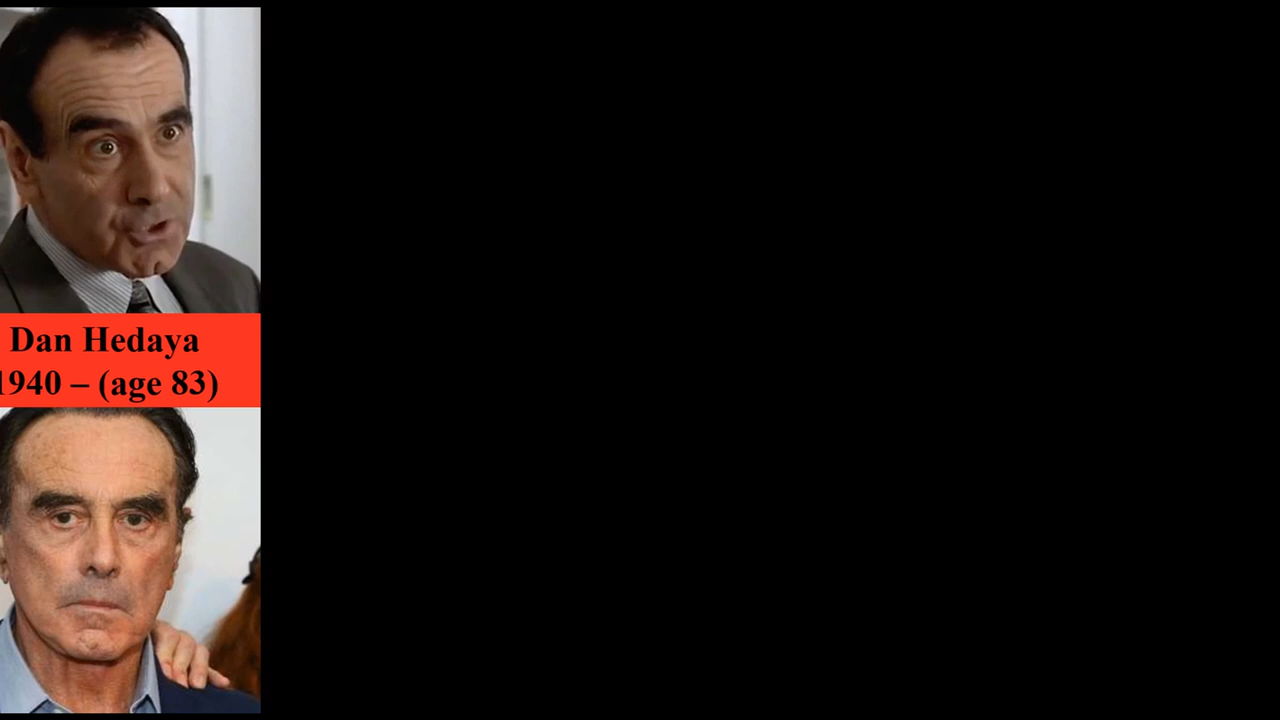 Dan Hedaya
1940 – (age 83)